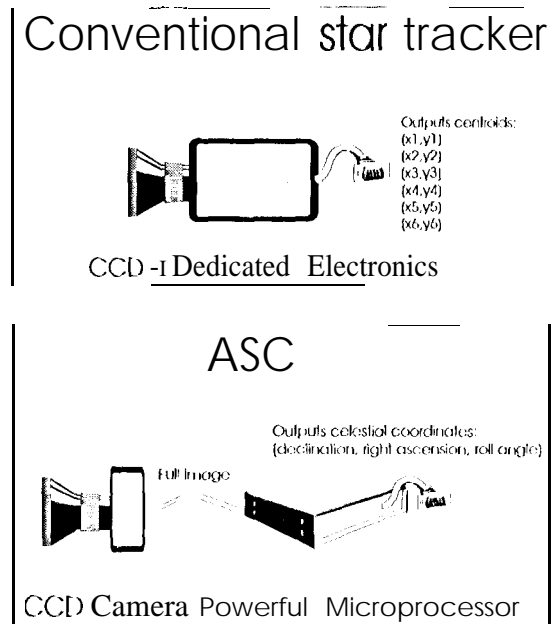 Conventional star tracker
Outputs centroids:
(x1,y1)
(x2,y2)
(x3,y3)
(x4,y4)
(x5,y5)
(x6,y6)
CCD -I Dedicated Electronics
ASC
Outputs celestial coordinates:
(declination, right ascension, roll angle)
Full Image
CCD Camera Powerful Microprocessor